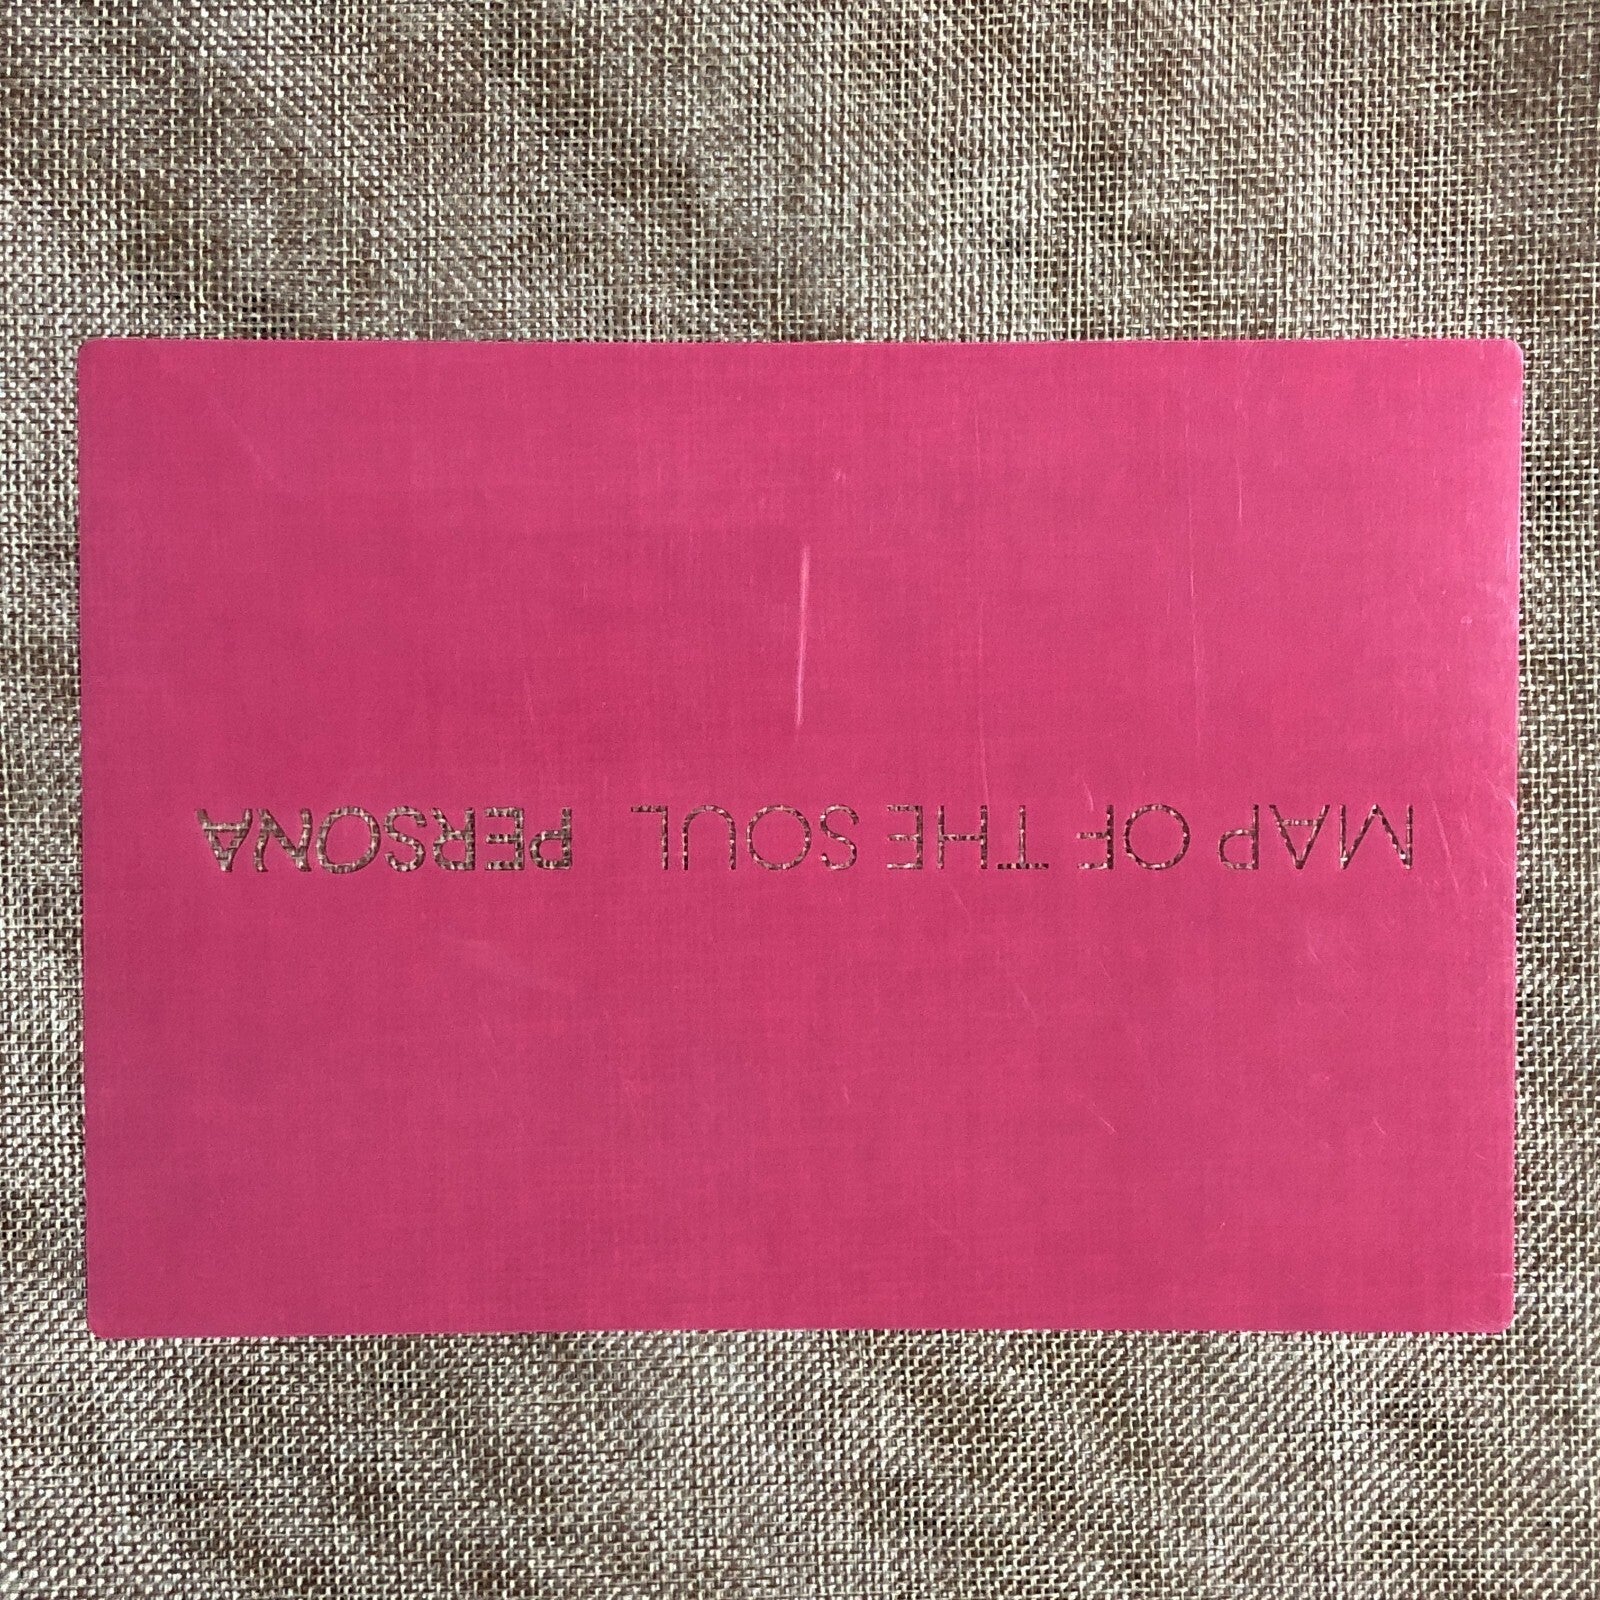 MAP OF THE SOUL PERSONA